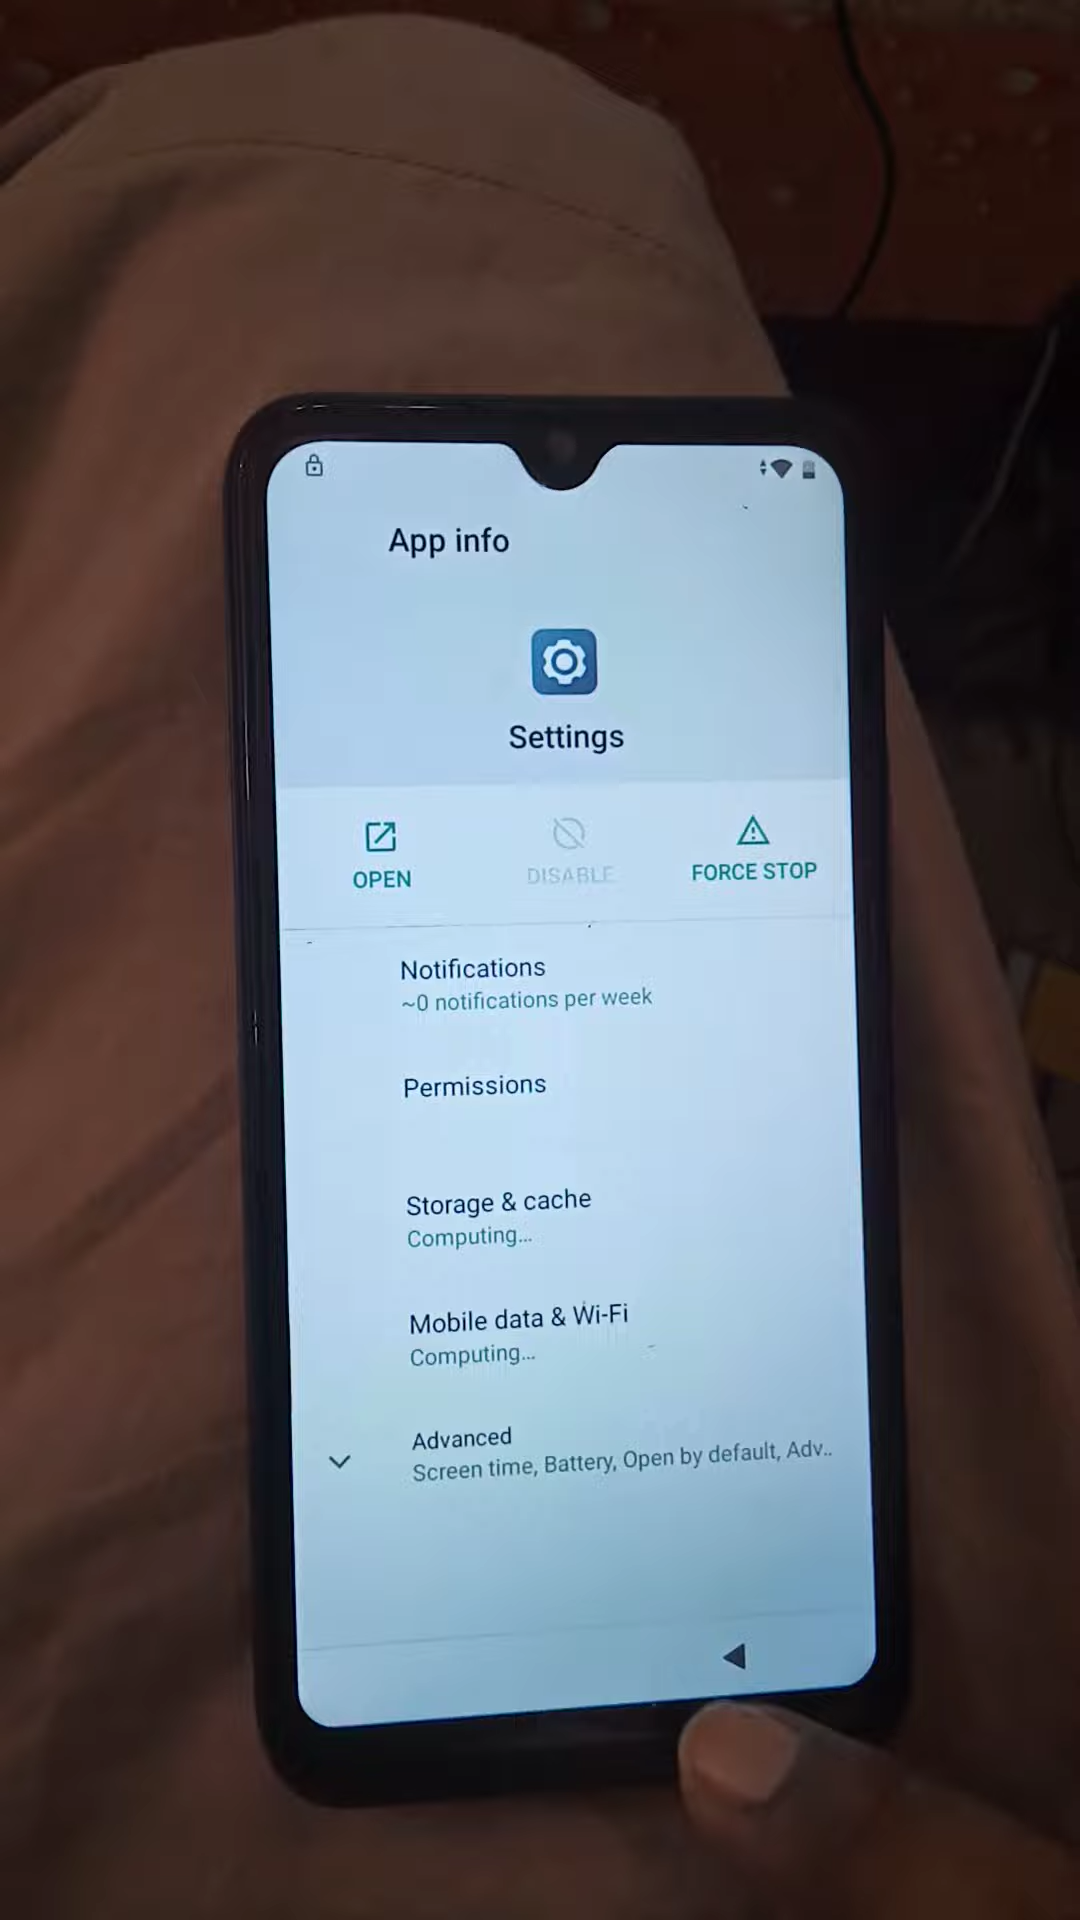 App info
Settings
OPEN
DISABLE
FORCE STOP
Notifications
~0 notifications per week
Permissions
Storage & cache
Computing...
Mobile data & Wi-Fi
Computing...
Advanced
Screen time, Battery, Open by default, Adv..